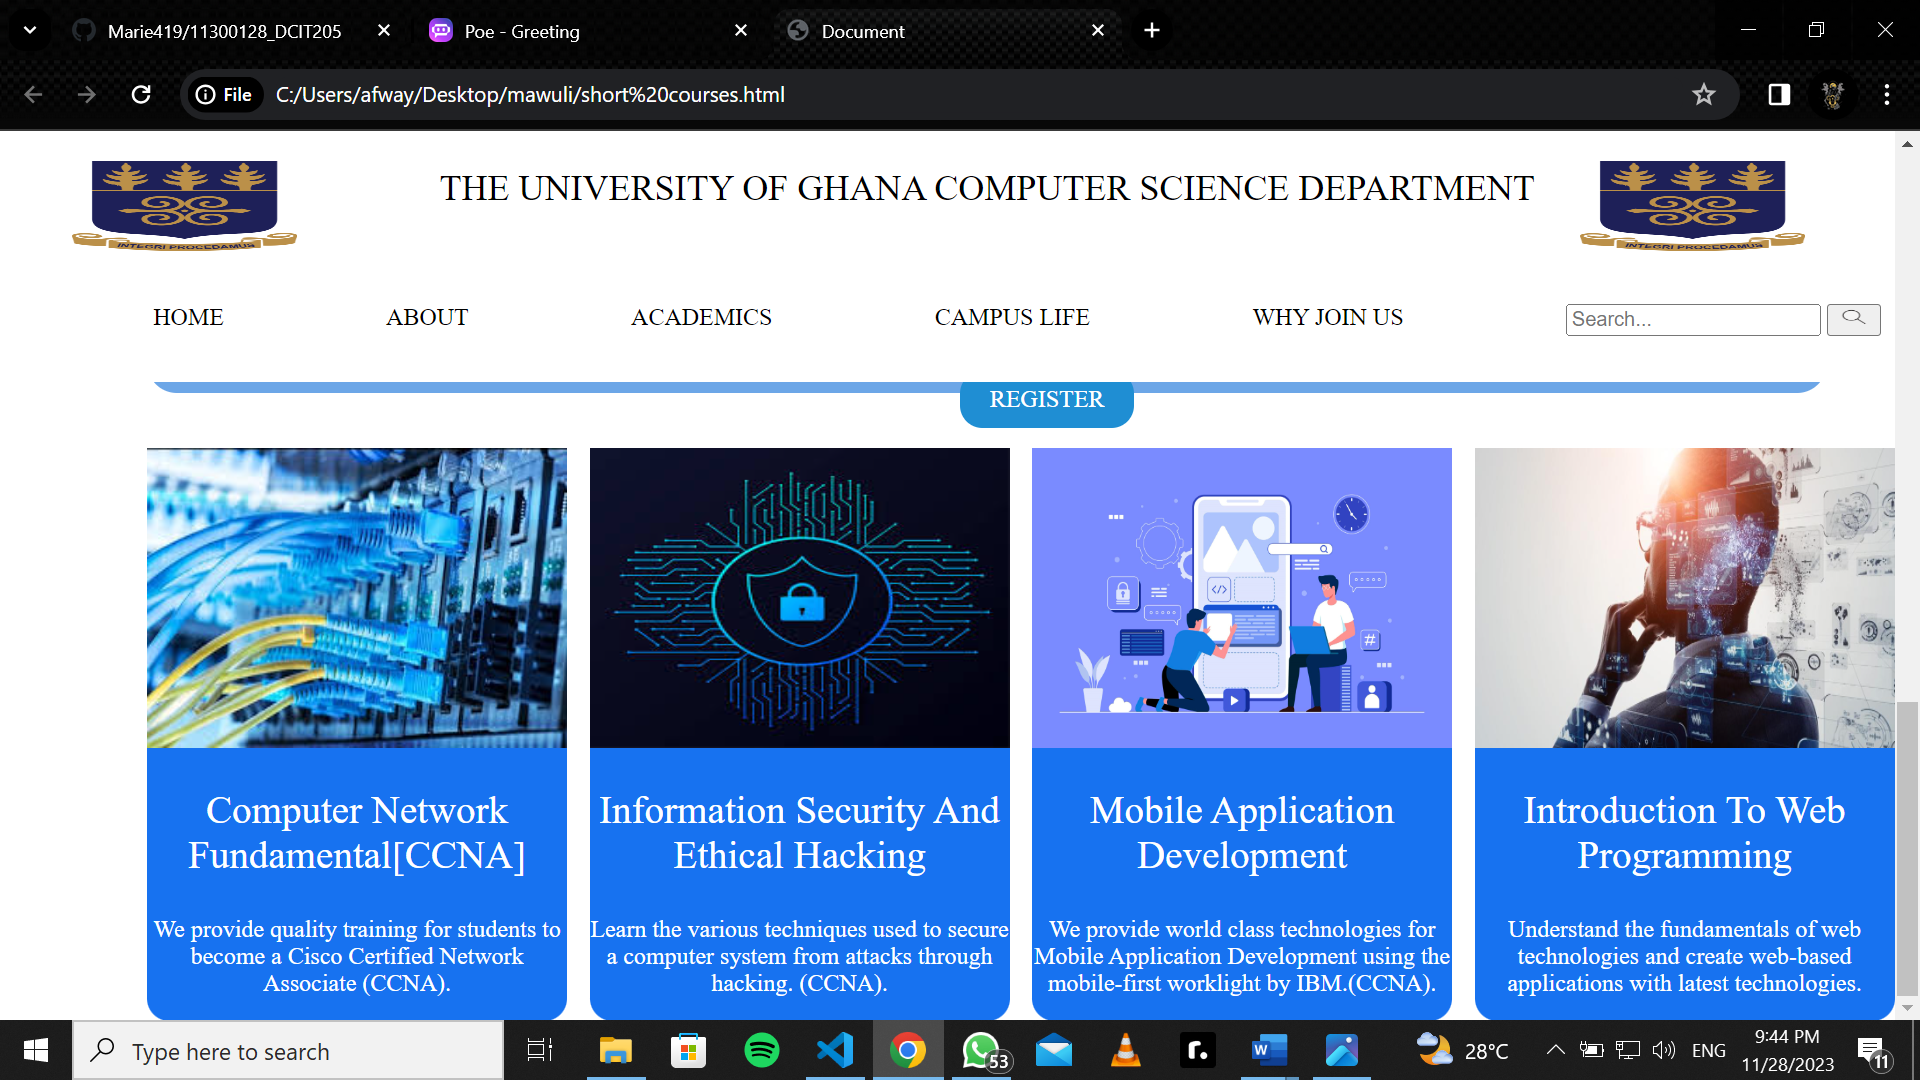 Marie419/11300128_DCIT205
Poe - Greeting
Document
File
C:/Users/afway/Desktop/mawuli/short%20courses.html
INTEGRI PROCEDAMUS
THE UNIVERSITY OF GHANA COMPUTER SCIENCE DEPARTMENT
INTEGRI PROCEDAMUS
HOME
ABOUT
ACADEMICS
CAMPUS LIFE
WHY JOIN US
Search...
REGISTER
Computer Network
Fundamental[CCNA]
We provide quality training for students to
become a Cisco Certified Network
Associate (CCNA).
Information Security And
Ethical Hacking
Learn the various techniques used to secure
a computer system from attacks through
hacking. (CCNA).
Mobile Application
Development
We provide world class technologies for
Mobile Application Development using the
mobile-first worklight by IBM.(CCNA).
Introduction To Web
Programming
Understand the fundamentals of web
technologies and create web-based
applications with latest technologies.
Type here to search
53
28°C
ENG
9:44 PM
11/28/2023
11